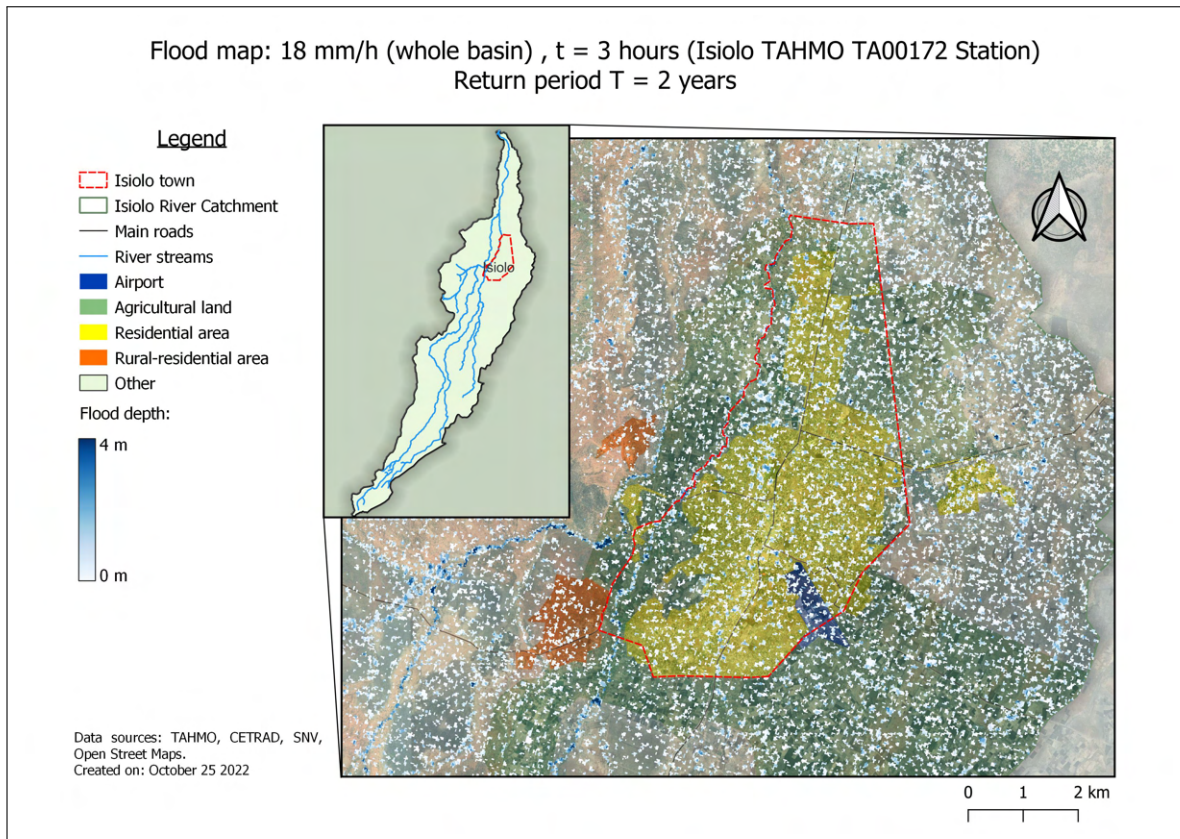 Flood map: 18 mm/h (whole basin) , t = 3 hours (Isiolo TAHMO TA00172 Station)
Return period T = 2 years
Legend
Isiolo town
Isiolo River Catchment
Main roads
River streams
Airport
Agricultural land
Residential area
Rural-residential area
Other
Flood depth:
4 m
0 m
siolo
Data sources: TAHMO, CETRAD, SNV,
Open Street Maps.
Created on: October 25 2022
0 1 2 km